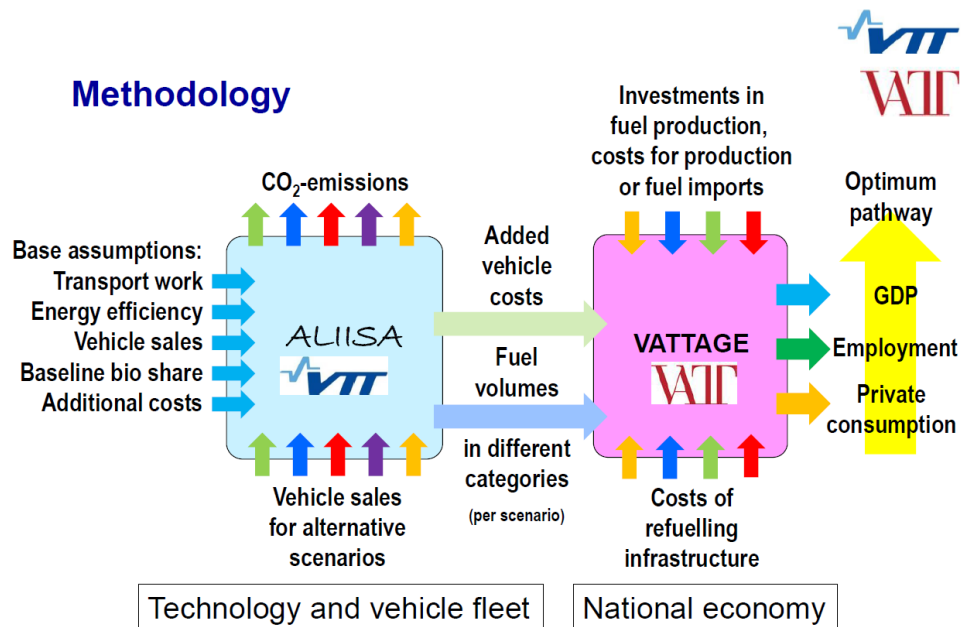 VTT
VATT
Methodology
Investments in
fuel production,
costs for production
or fuel imports
CO₂-emissions
Optimum
pathway
Base assumptions:
Transport work
Energy efficiency
Vehicle sales
Baseline bio share
Additional costs
ALIISA
VTT
Added
vehicle
costs
Fuel
volumes
in different
categories
(per scenario)
VATTAGE
VATT
GDP
Employment
Private
consumption
Vehicle sales
for alternative
scenarios
Costs of
refuelling
infrastructure
Technology and vehicle fleet
National economy